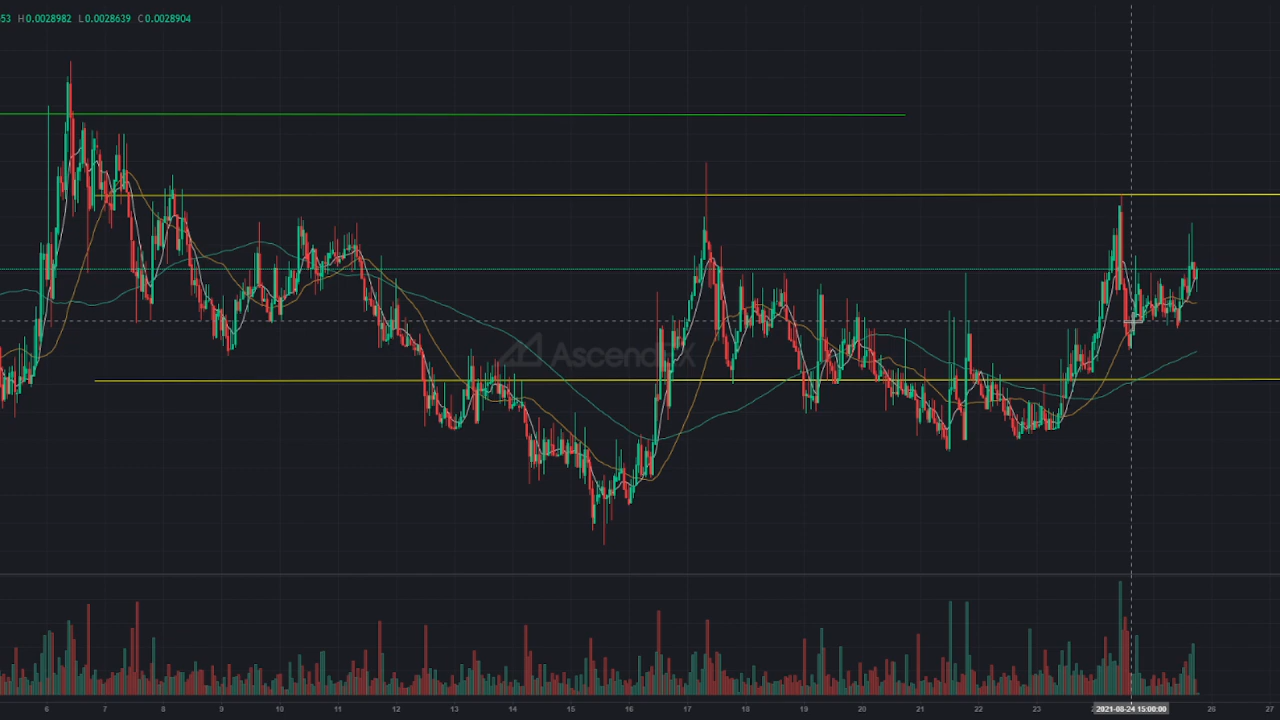 53 H0.0028982 L0.0028639 C0.0028904
AscendEX
6 7 8 9 10 11 12 13 14 15 16 17 18 19 20 21 22 23 2021-08-24 15:00:00 26 27